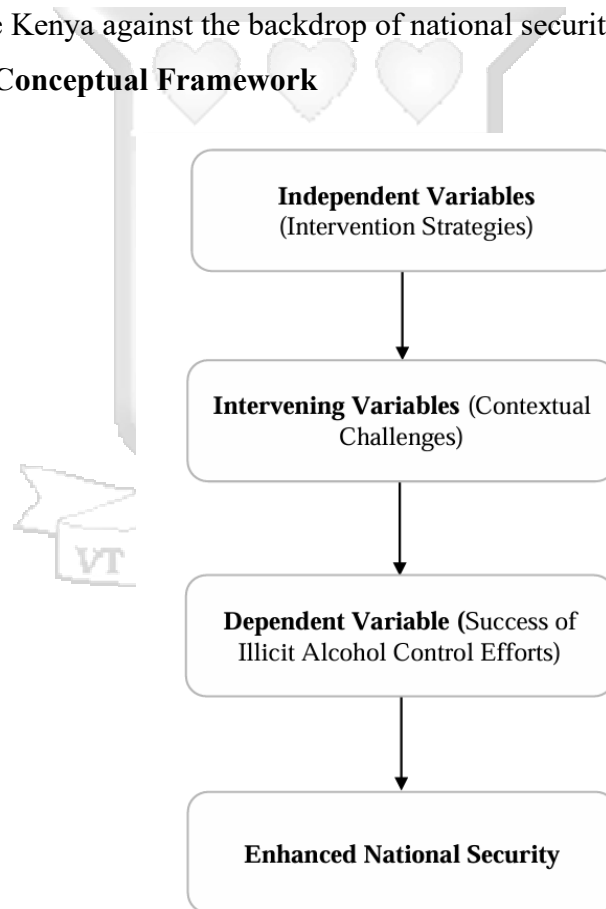 e Kenya against the backdrop of national securit
Conceptual Framework
Independent Variables
(Intervention Strategies)
Intervening Variables (Contextual
Challenges)
VT
Dependent Variable (Success of
Illicit Alcohol Control Efforts)
Enhanced National Security